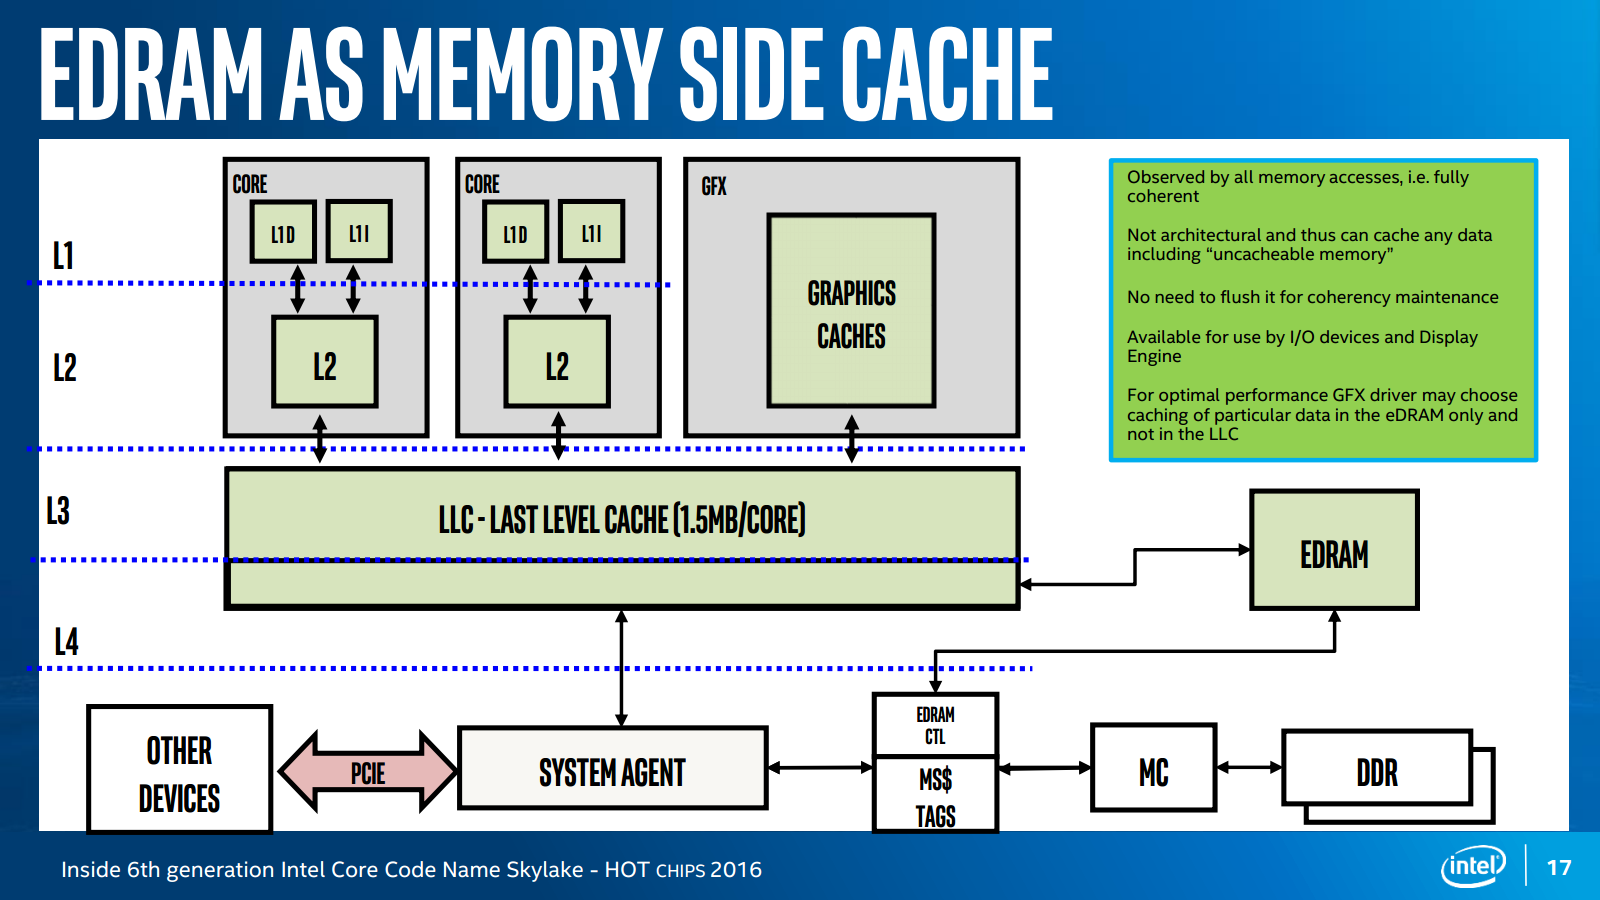 EDRAM AS MEMORY SIDE CACHE
CORE
L1 D
L1 I
L2
CORE
L1 D
L1 I
L2
GFX
GRAPHICS
CACHES
L1
L2
L3
L4
Observed by all memory accesses, i.e. fully
coherent
Not architectural and thus can cache any data
including “uncacheable memory”
No need to flush it for coherency maintenance
Available for use by I/O devices and Display
Engine
For optimal performance GFX driver may choose
caching of particular data in the eDRAM only and
not in the LLC
LLC - LAST LEVEL CACHE (1.5MB/CORE)
EDRAM
OTHER
DEVICES
PCIE
SYSTEM AGENT
EDRAM
CTL
MS$
TAGS
MC
DDR
Inside 6th generation Intel Core Code Name Skylake - HOT CHIPS 2016
intel
17